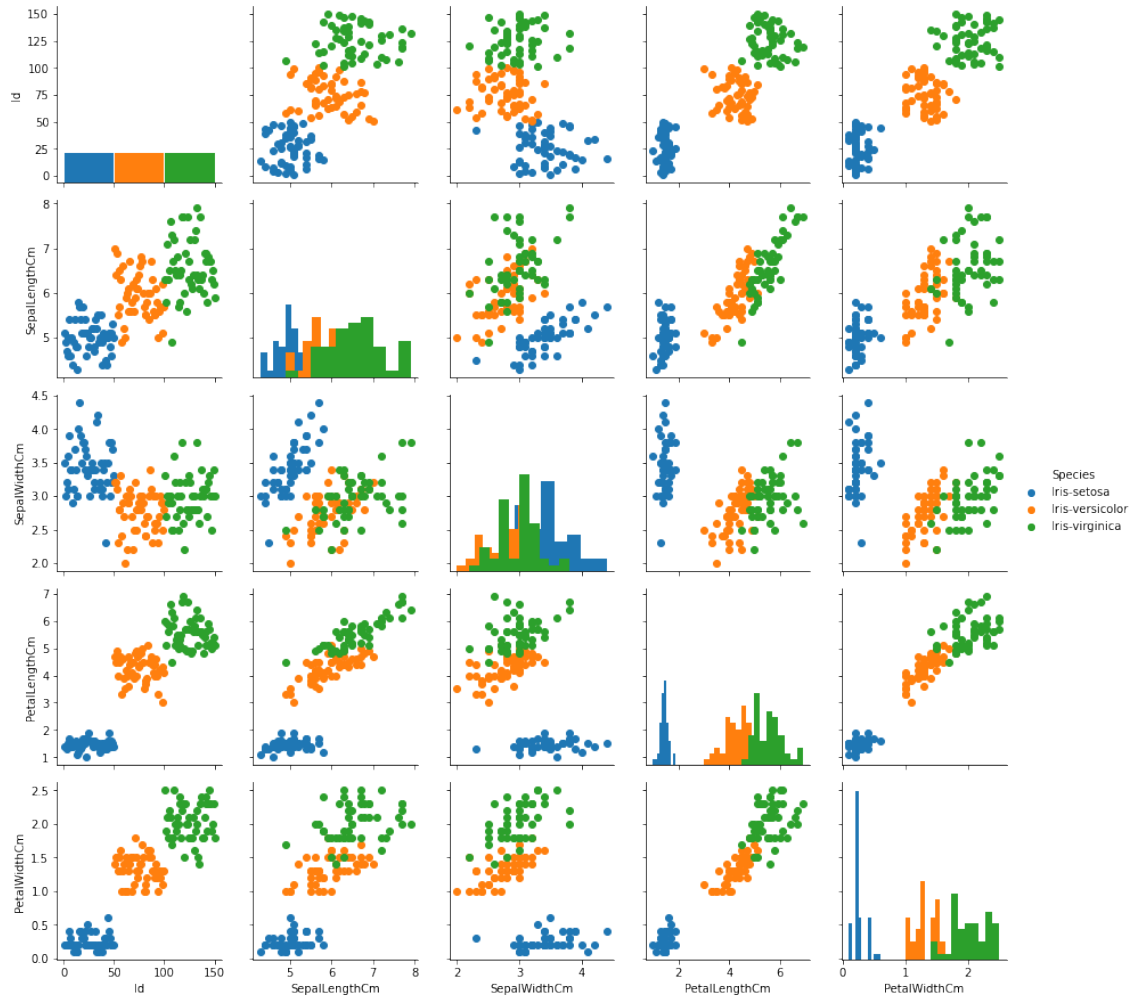 150
125
100
75
50
25
0
Id
8
7
6
5
SepalLengthCm
4.5
4.0
3.5
3.0
2.5
2.0
SepalWidthCm
Species
Iris-setosa
Iris-versicolor
Iris-virginica
7
6
5
4
3
2
1
PetalLengthCm
2.5
2.0
1.5
1.0
0.5
0.0
PetalWidthCm
0 50 100 150 5 6 7 8 2 3 4 2 4 6 0 1 2
Id SepalLengthCm SepalWidthCm PetalLengthCm PetalWidthCm